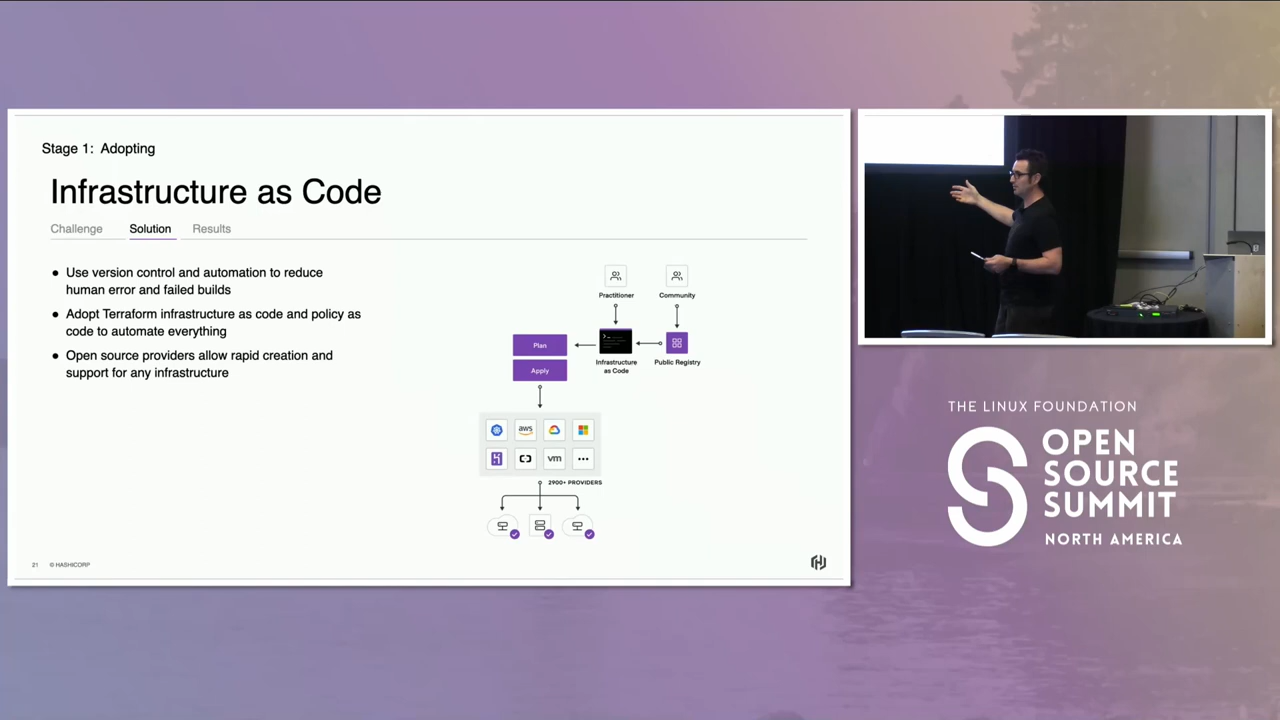 Stage 1: Adopting
Infrastructure as Code
Challenge
Solution
Results
● Use version control and automation to reduce
human error and failed builds
● Adopt Terraform infrastructure as code and policy as
code to automate everything
● Open source providers allow rapid creation and
support for any infrastructure
Practitioner
Community
Plan
Apply
Infrastructure
as Code
Public Registry
aws
vm
2900+ PROVIDERS
21
© HASHICORP
THE LINUX FOUNDATION
OPEN
SOURCE
SUMMIT
NORTH AMERICA